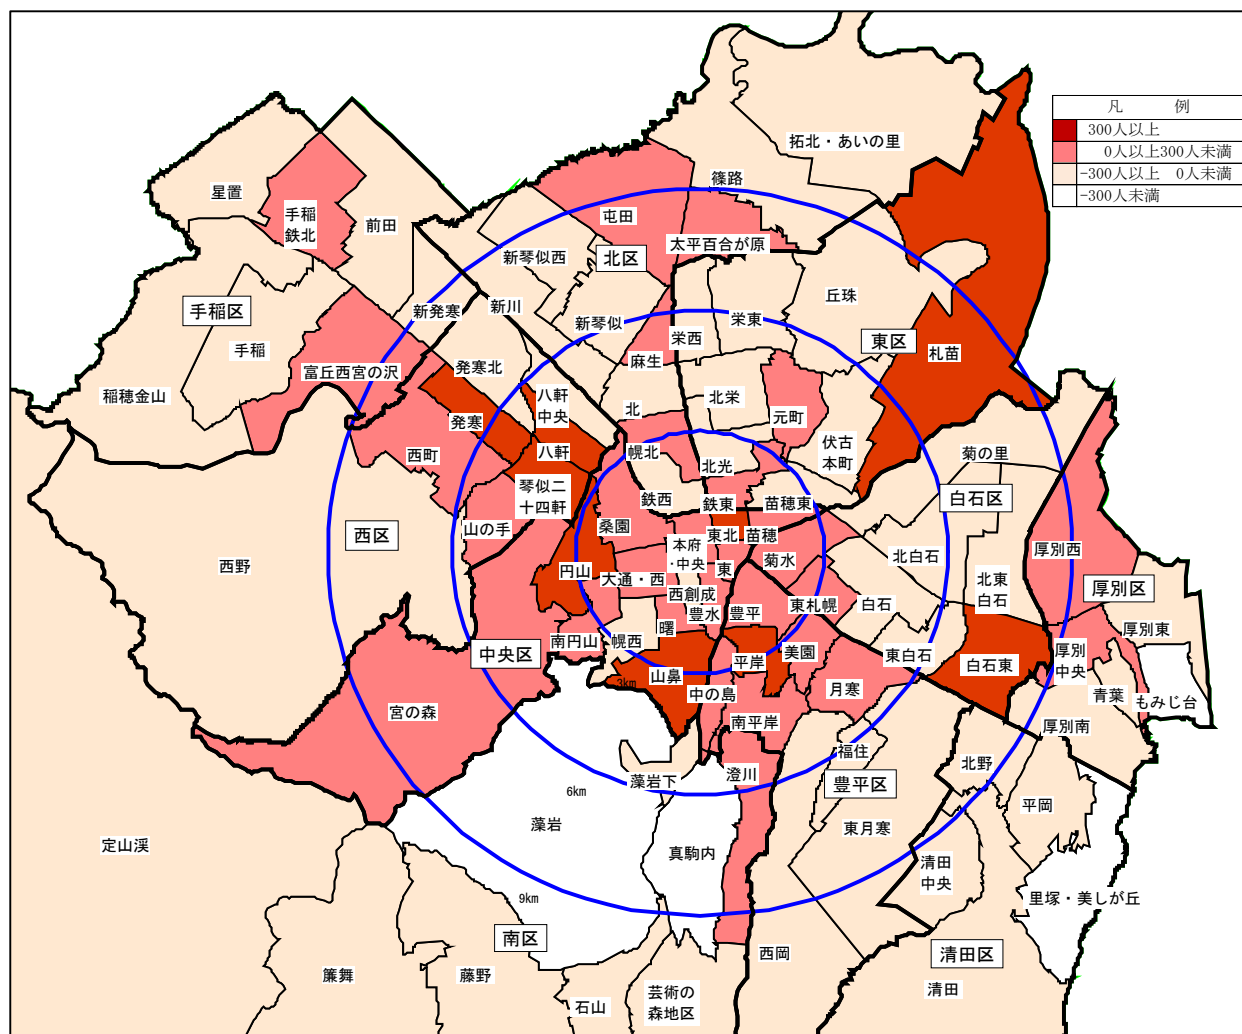 凡　例
300人以上
0人以上300人未満
-300人以上　0人未満
-300人未満
拓北・あいの里
篠路
星置
手稲
鉄北
前田
屯田
太平百合が原
新琴似西
北区
丘珠
手稲区
新発寒
新川
新琴似
栄西
栄東
東区
手稲
札苗
富丘西宮の沢
発寒北
麻生
稲穂金山
八軒
中央
北
北栄
元町
発寒
伏古
本町
西町
八軒
幌北
北光
菊の里
琴似二
十四軒
鉄西
鉄東
苗穂東
白石区
山の手
桑園
東北
苗穂
西区
本府
・中央
菊水
北白石
厚別西
西野
円山
大通・西
東
北東
白石
厚別区
西創成
豊水
豊平
東札幌
白石
曙
厚別東
南円山
幌西
中央区
平岸
美園
東白石
白石東
厚別
中央
山鼻
3km
中の島
月寒
青葉
もみじ台
宮の森
南平岸
厚別南
福住
北野
藻岩下
澄川
豊平区
6km
平岡
藻岩
東月寒
定山渓
真駒内
清田
中央
9km
里塚・美しが丘
南区
西岡
清田区
簾舞
藤野
清田
芸術の
森地区
石山